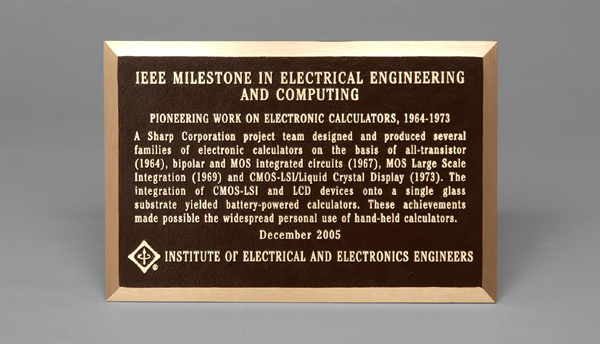 IEEE MILESTONE IN ELECTRICAL ENGINEERING
AND COMPUTING
PIONEERING WORK ON ELECTRONIC CALCULATORS, 1964-1973
A Sharp Corporation project team designed and produced several
families of electronic calculators on the basis of all-transistor
(1964), bipolar and MOS integrated circuits (1967), MOS Large Scale
Integration (1969) and CMOS-LSI/Liquid Crystal Display (1973). The
integration of CMOS-LSI and LCD devices onto a single glass
substrate yielded battery-powered calculators. These achievements
made possible the widespread personal use of hand-held calculators.
December 2005
® INSTITUTE OF ELECTRICAL AND ELECTRONICS ENGINEERS